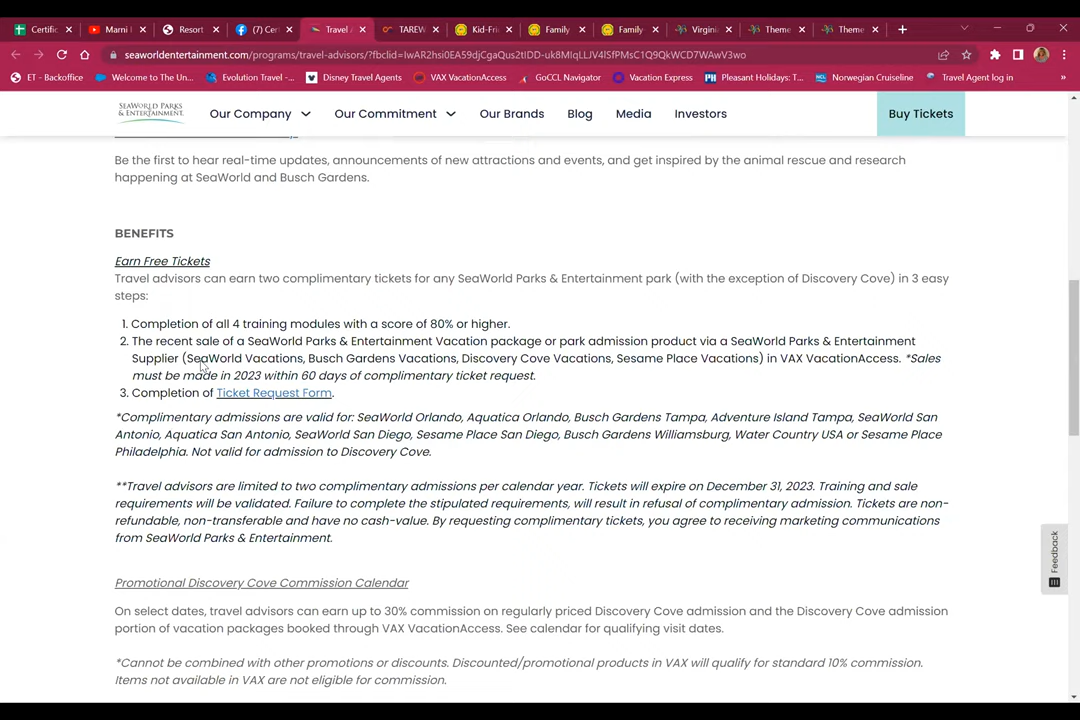 Certific
Marni
Resort
(7) Cer
Travel A
TAREW
Kid-Frie
Family
Family
Virginia
Theme
Theme
seaworldentertainment.com/programs/travel-advisors/?fbclid=IwAR2hsi0EA59djCgaQus2tIDD-uk8MIqLLJV4lSfPMsC1Q9QkWCD7WAwV3wo
ET - Backoffice
Welcome to The Un...
Evolution Travel -...
Disney Travel Agents
VAX VacationAccess
GoCCL Navigator
Vacation Express
Pleasant Holidays: T...
Norwegian Cruiseline
Travel Agent log in
»
SEAWORLD PARKS
& ENTERTAINMENT
Our Company
Our Commitment
Our Brands
Blog
Media
Investors
Buy Tickets
Be the first to hear real-time updates, announcements of new attractions and events, and get inspired by the animal rescue and research
happening at SeaWorld and Busch Gardens.
BENEFITS
Earn Free Tickets
Travel advisors can earn two complimentary tickets for any SeaWorld Parks & Entertainment park (with the exception of Discovery Cove) in 3 easy
steps:
1. Completion of all 4 training modules with a score of 80% or higher.
2. The recent sale of a SeaWorld Parks & Entertainment Vacation package or park admission product via a SeaWorld Parks & Entertainment
Supplier (SeaWorld Vacations, Busch Gardens Vacations, Discovery Cove Vacations, Sesame Place Vacations) in VAX VacationAccess. *Sales
must be made in 2023 within 60 days of complimentary ticket request.
3. Completion of Ticket Request Form.
*Complimentary admissions are valid for: SeaWorld Orlando, Aquatica Orlando, Busch Gardens Tampa, Adventure Island Tampa, SeaWorld San
Antonio, Aquatica San Antonio, SeaWorld San Diego, Sesame Place San Diego, Busch Gardens Williamsburg, Water Country USA or Sesame Place
Philadelphia. Not valid for admission to Discovery Cove.
**Travel advisors are limited to two complimentary admissions per calendar year. Tickets will expire on December 31, 2023. Training and sale
requirements will be validated. Failure to complete the stipulated requirements, will result in refusal of complimentary admission. Tickets are non-
refundable, non-transferable and have no cash-value. By requesting complimentary tickets, you agree to receiving marketing communications
from SeaWorld Parks & Entertainment.
Feedback
Promotional Discovery Cove Commission Calendar
On select dates, travel advisors can earn up to 30% commission on regularly priced Discovery Cove admission and the Discovery Cove admission
portion of vacation packages booked through VAX VacationAccess. See calendar for qualifying visit dates.
*Cannot be combined with other promotions or discounts. Discounted/promotional products in VAX will qualify for standard 10% commission.
Items not available in VAX are not eligible for commission.